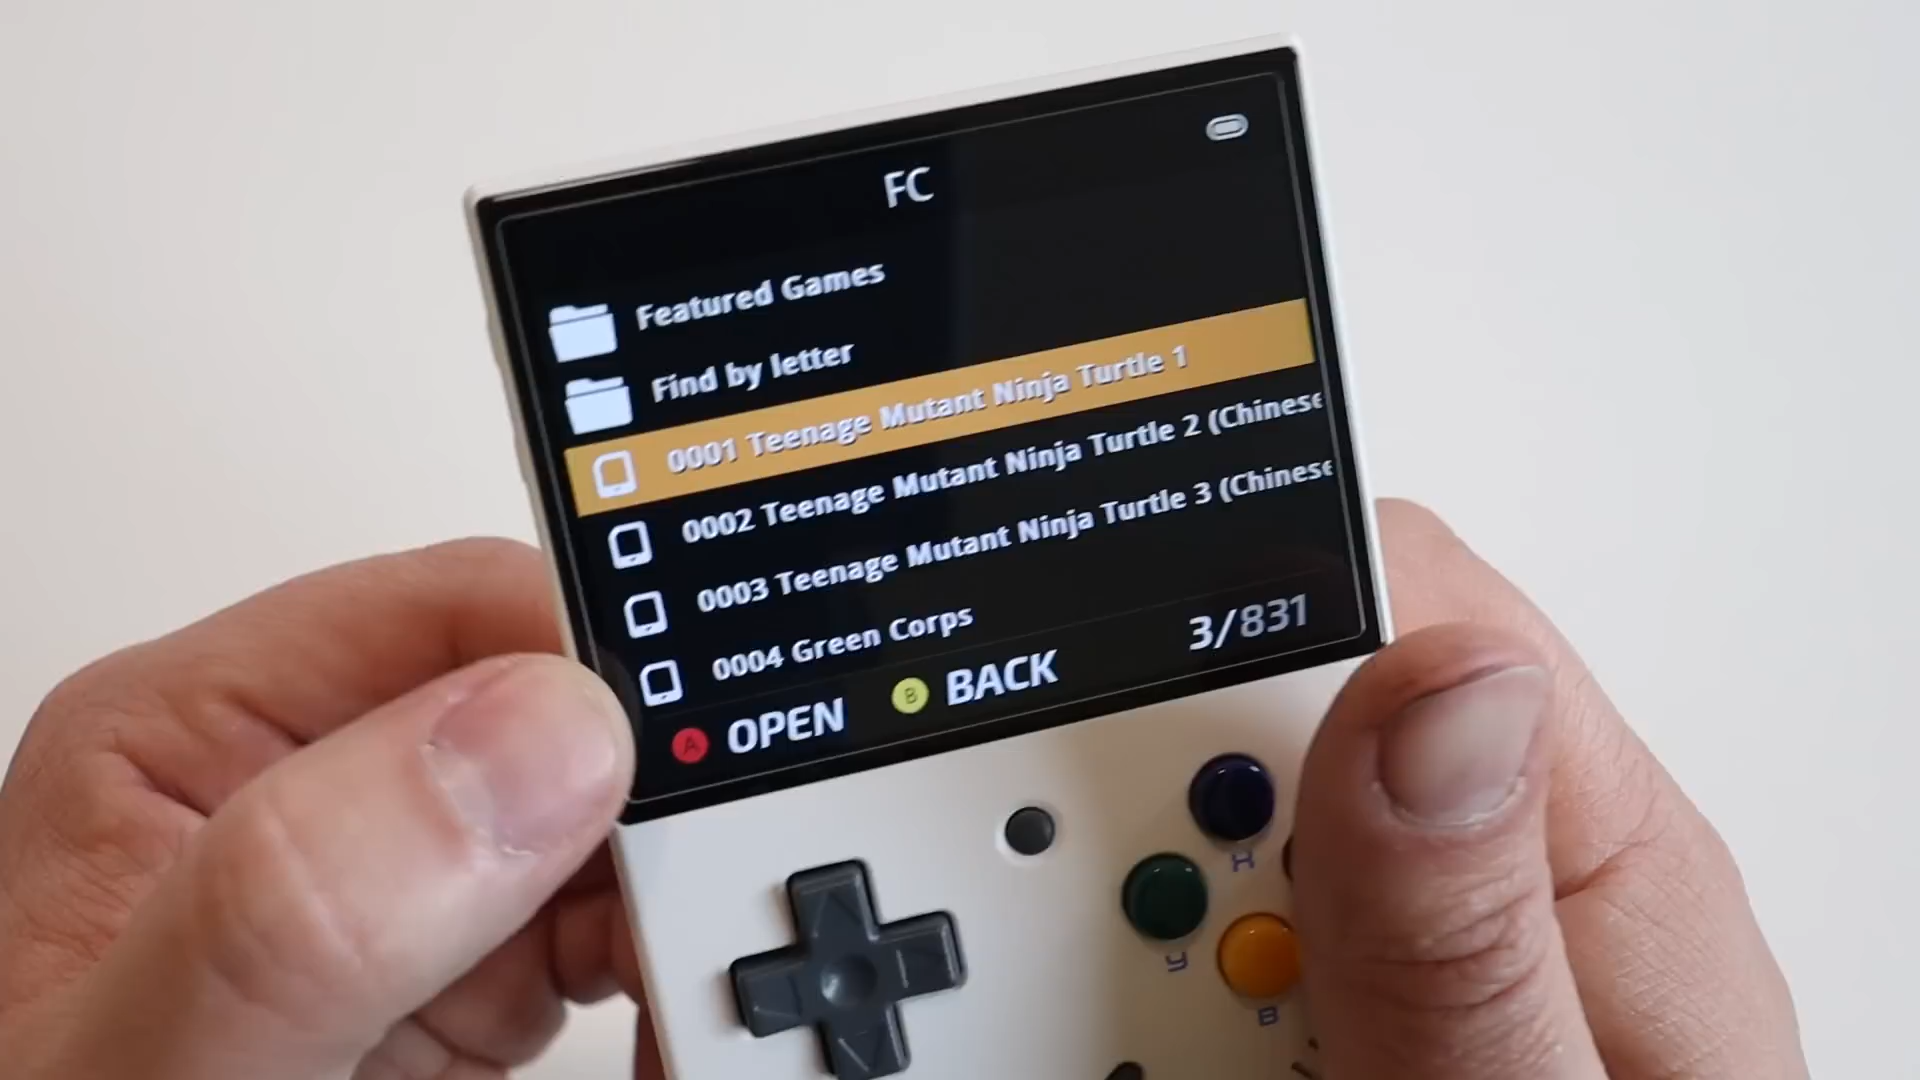 FC
Featured Games
Find by letter
0001 Teenage Mutant Ninja Turtle 1
0002 Teenage Mutant Ninja Turtle 2 (Chinese
0003 Teenage Mutant Ninja Turtle 3 (Chinese
0004 Green Corps
3/831
A OPEN B BACK
X
Y
B